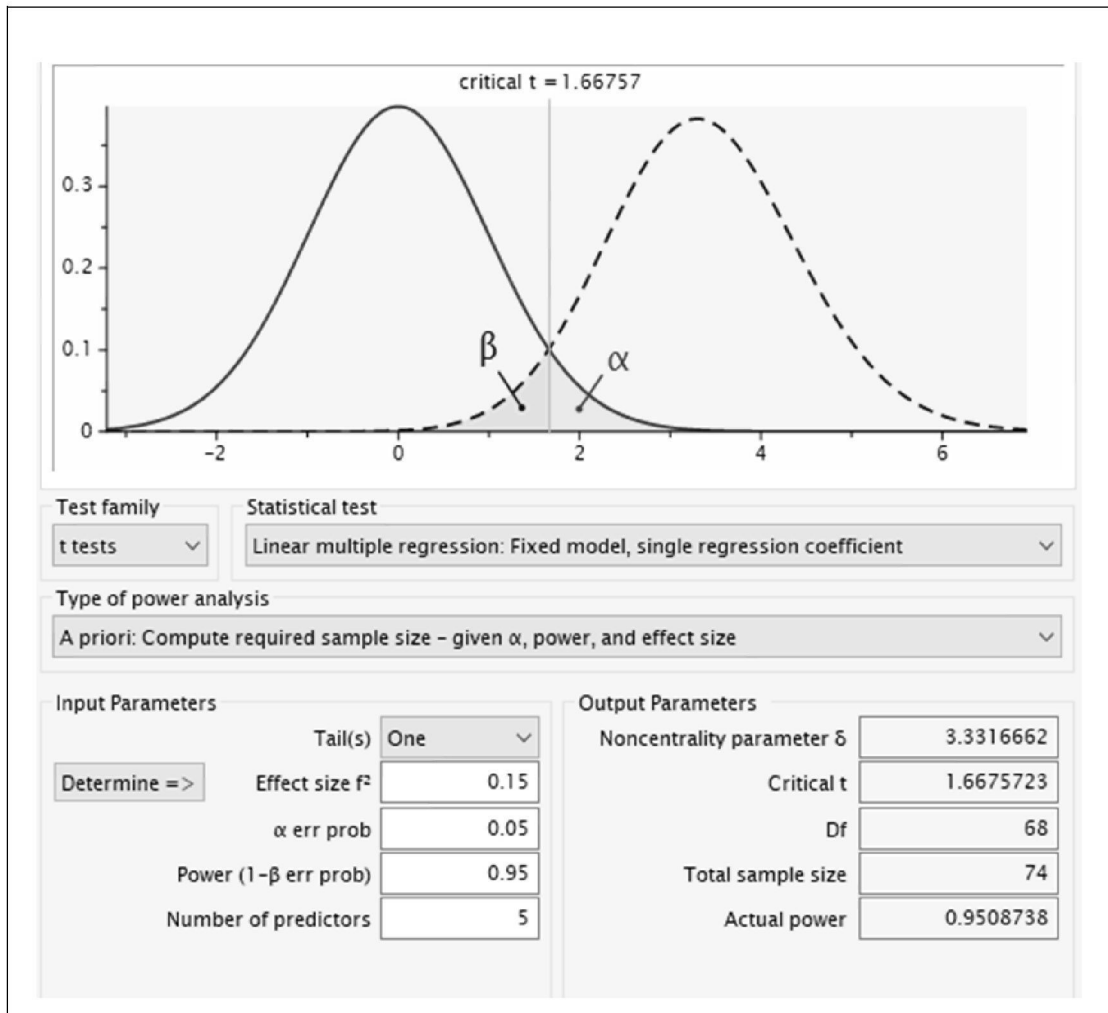 critical t = 1.66757
0.3
0.2
0.1
0
β
α
-2
0
2
4
6
Test family
Statistical test
t tests
Linear multiple regression: Fixed model, single regression coefficient
Type of power analysis
A priori: Compute required sample size – given α, power, and effect size
Input Parameters
Output Parameters
Tail(s) One
Noncentrality parameter δ 3.3316662
Determine => Effect size f² 0.15
Critical t 1.6675723
α err prob 0.05
Df 68
Power (1-β err prob) 0.95
Total sample size 74
Number of predictors 5
Actual power 0.9508738